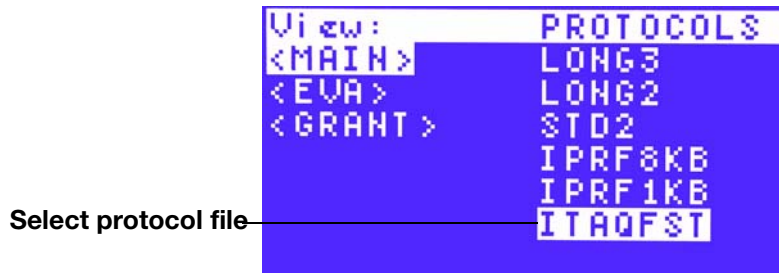 View: PROTOCOLS
<MAIN> LONG3
<EVA> LONG2
<GRANT> STD2
IPRF8KB
IPRF1KB
Select protocol file ITAQFST